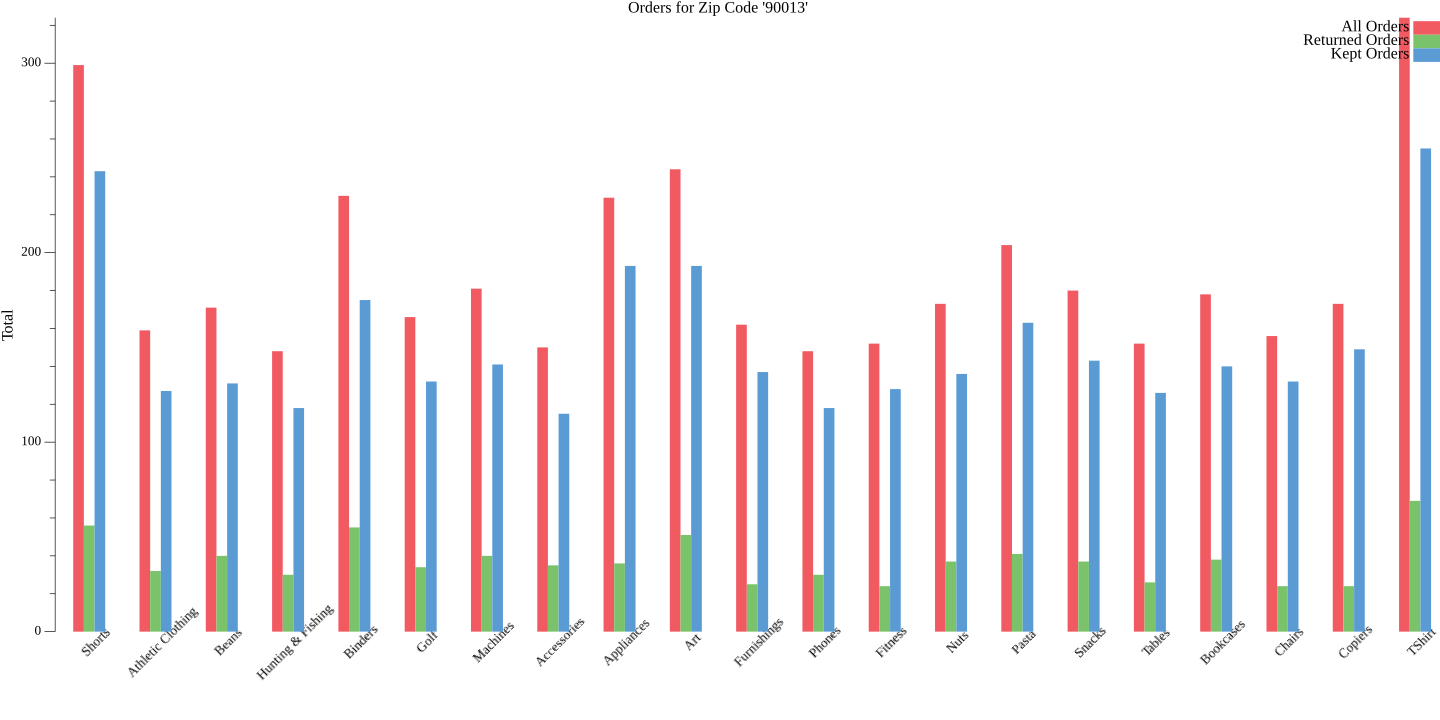 Orders for Zip Code '90013'
All Orders
Returned Orders
Kept Orders
300
200
100
0
Total
Shorts
Athletic Clothing
Beans
Hunting & Fishing
Binders
Golf
Machines
Accessories
Appliances
Art
Furnishings
Phones
Fitness
Nuts
Pasta
Snacks
Tables
Bookcases
Chairs
Copiers
TShirt